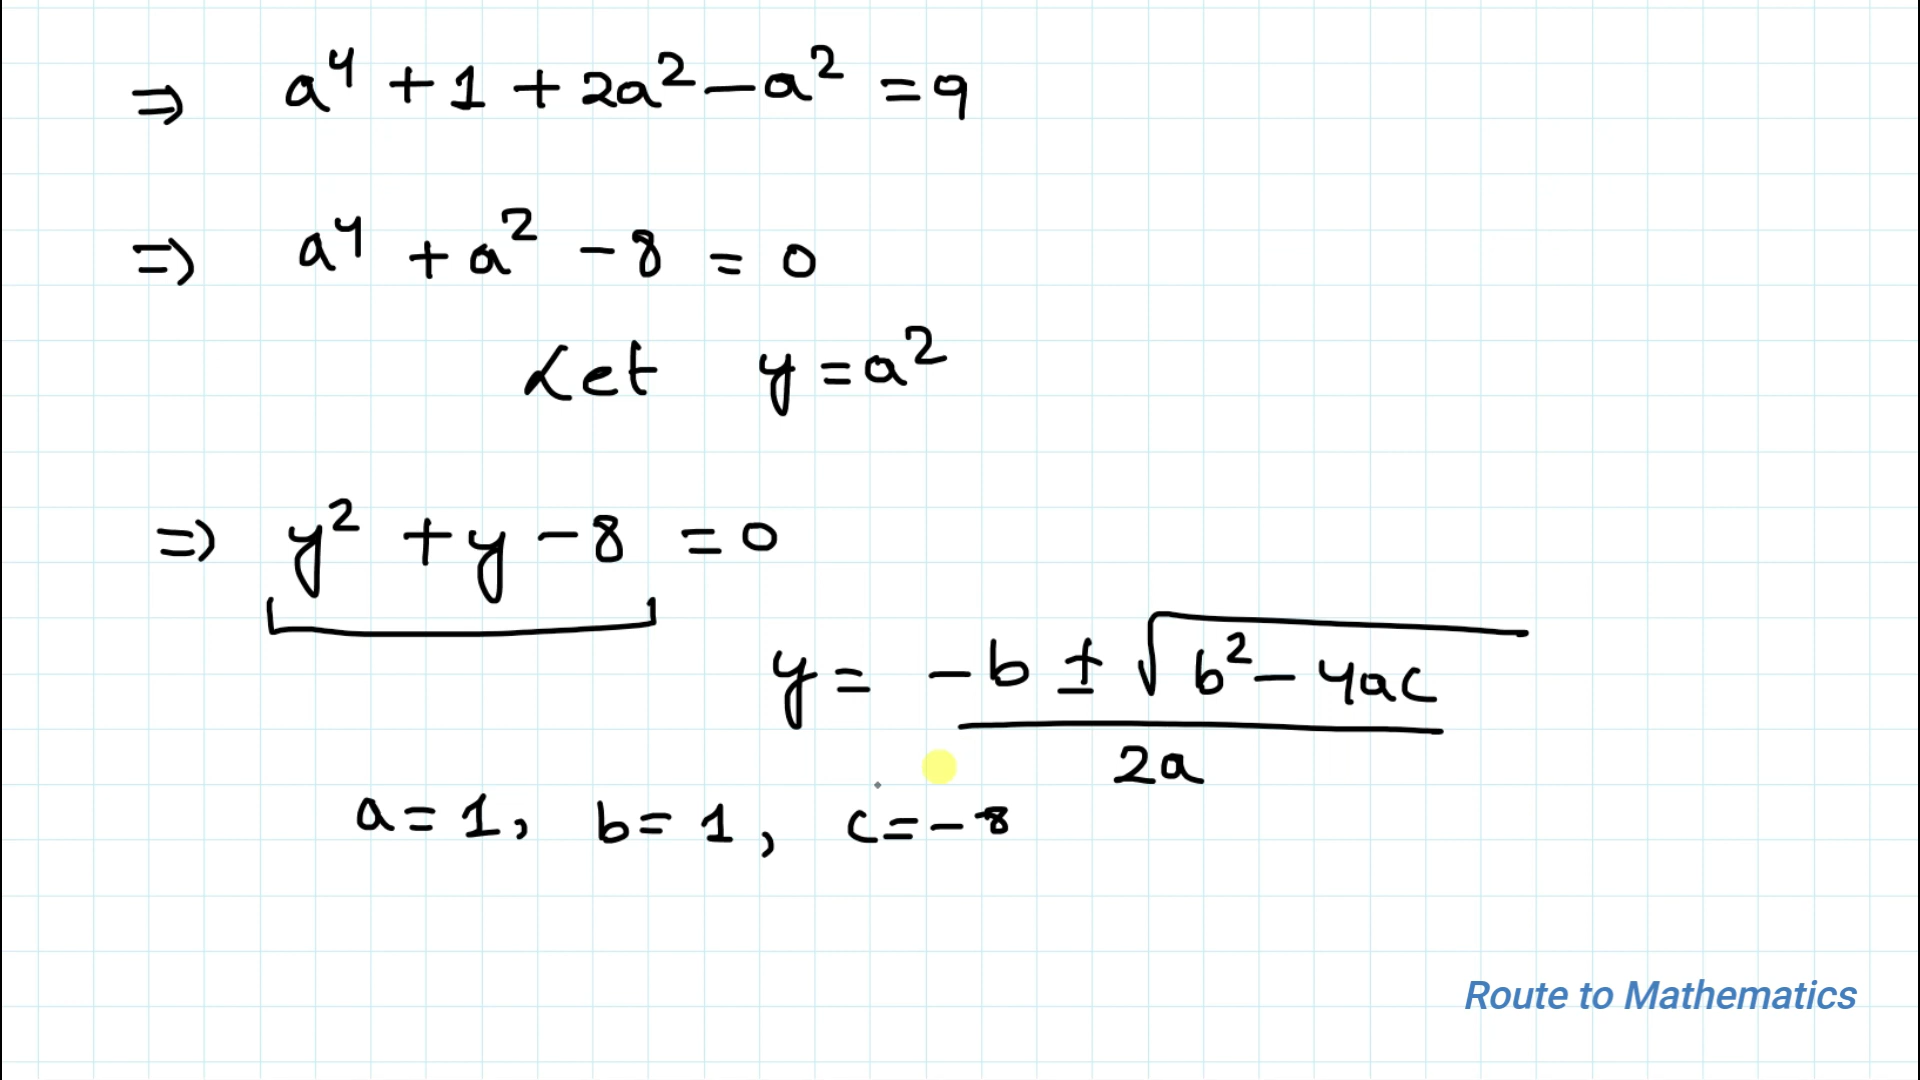 ⇒ a⁴ + 1 + 2a² − a² = 9
⇒ a⁴ + a² − 8 = 0
Let y = a²
⇒ y² + y − 8 = 0
y = −b ± √(b² − 4ac) / 2a
a = 1, b = 1, c = −8
Route to Mathematics